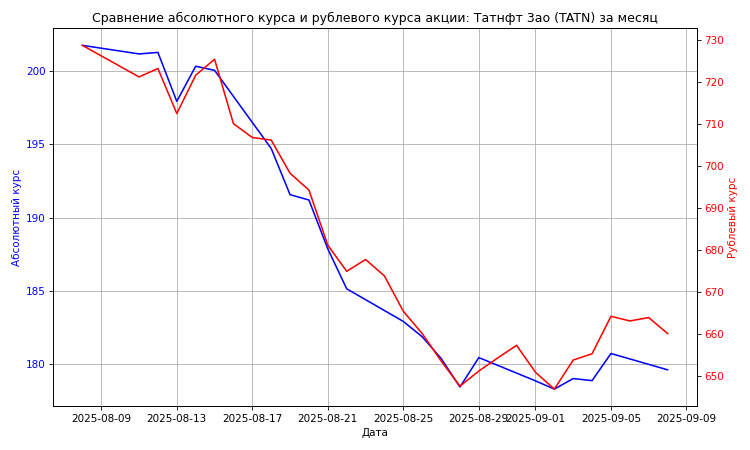 Сравнение абсолютного курса и рублевого курса акции: Татнфт 3ао (TATN) за месяц
200
195
190
185
180
Абсолютный курс
730
720
710
700
690
680
670
660
650
Рублевый курс
2025-08-09 2025-08-13 2025-08-17 2025-08-21 2025-08-25 2025-08-29 2025-09-01 2025-09-05 2025-09-09
Дата